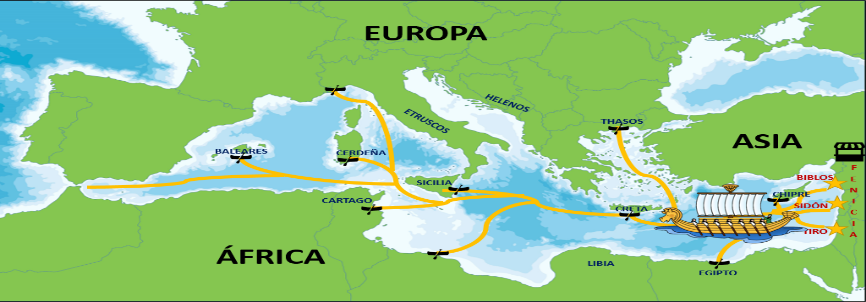 EUROPA
HELENOS
ETRUSCOS
THASOS
ASIA
BALEARES
CERDEÑA
BIBLOS
SICILIA
CHIPRE
CARTAGO
CRETA
SIDÓN
TIRO
FENICIA
ÁFRICA
LIBIA
EGIPTO